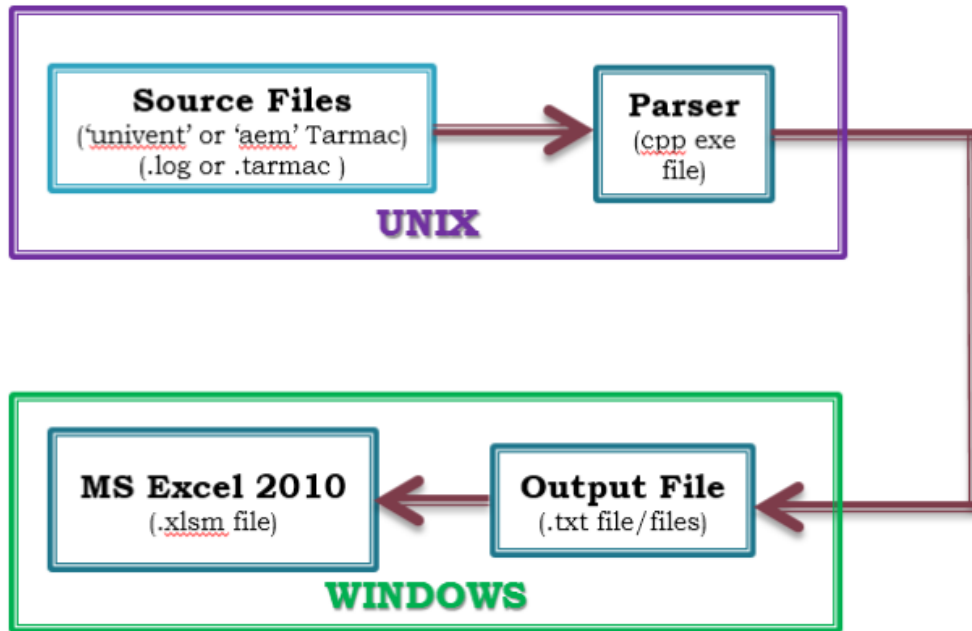 Source Files
(‘univent’ or ‘aem’ Tarmac)
(.log or .tarmac )
Parser
(cpp exe
file)
UNIX
MS Excel 2010
(.xlsm file)
Output File
(.txt file/files)
WINDOWS